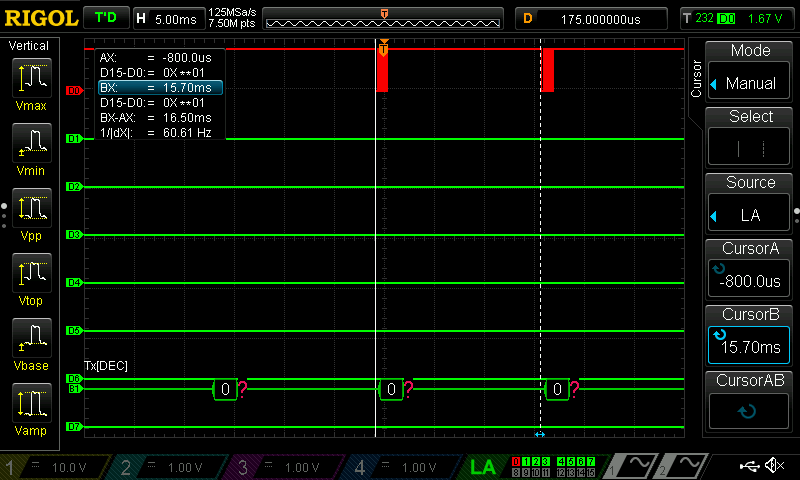 RIGOL T'D H 5.00ms 125MSa/s 7.50M pts T D 175.000000us T 232 D0 1.67 V
Vertical
Vmax
Vmin
Vpp
Vtop
Vbase
Vamp
AX: = -800.0us
D15-D0: = 0X**01
BX: = 15.70ms
D15-D0: = 0X**01
BX-AX: = 16.50ms
1/|dX|: = 60.61 Hz
T
D0
D1
D2
D3
D4
D5
Tx[DEC]
D6
B1 0 ? 0 ? 0 ?
D7
Cursor
Mode
Manual
Select
Source
LA
CursorA
-800.0us
CursorB
15.70ms
CursorAB
1 = 10.0 V 2 = 1.00 V 3 = 1.00 V 4 = 1.00 V LA 0 1 2 3 4 5 6 7 1 2
8 9 10 11 12 13 14 15